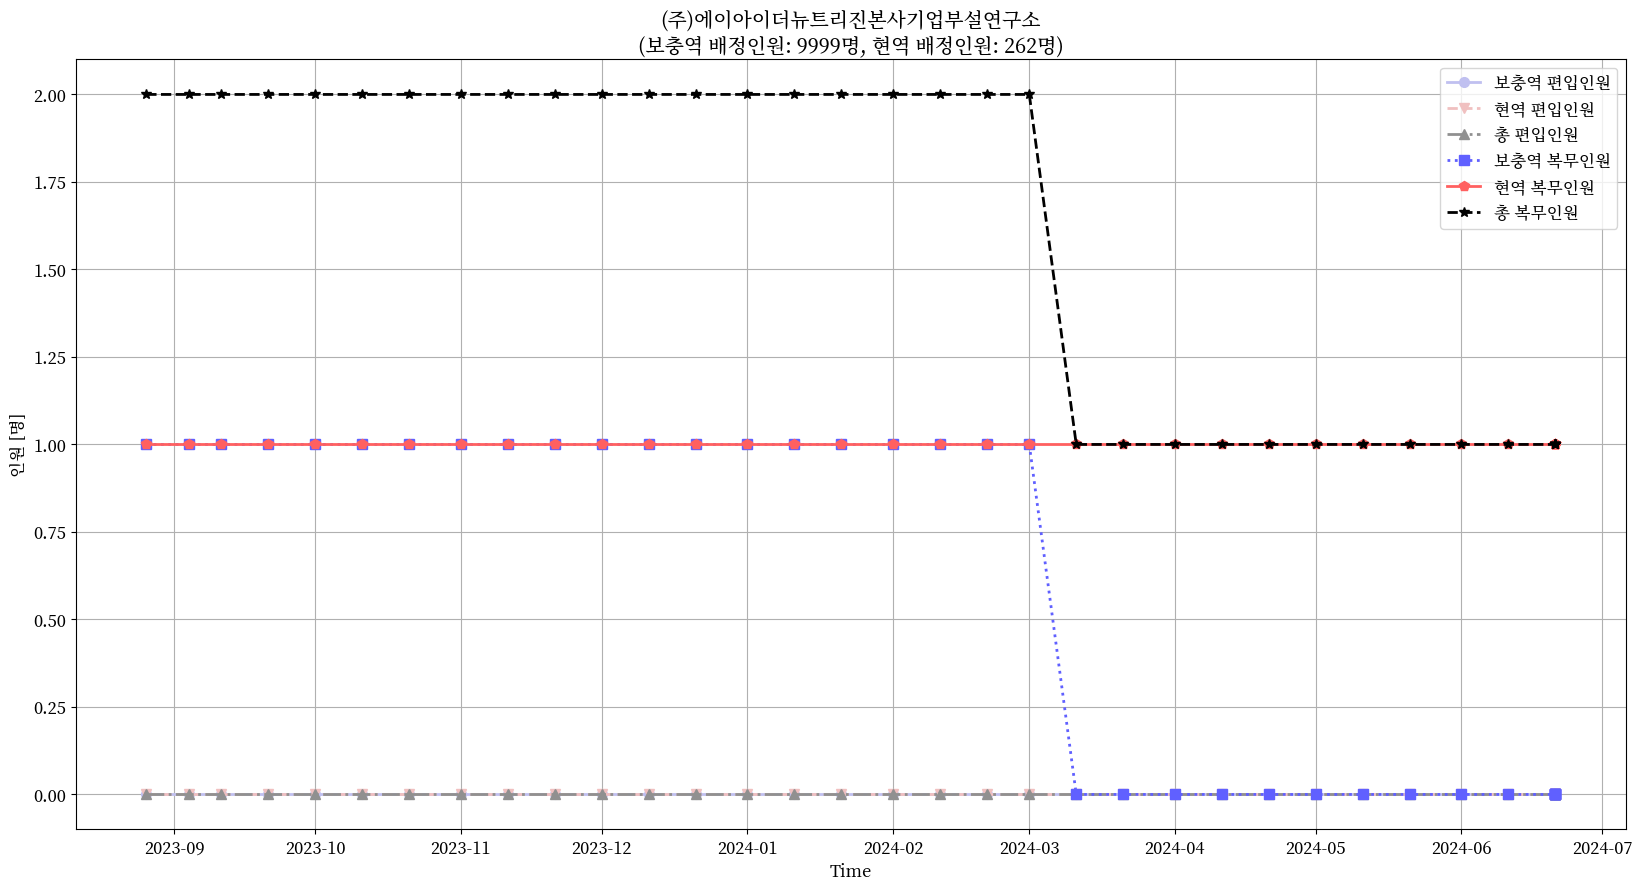 (주)에이아이더뉴트리진본사기업부설연구소
(보충역 배정인원: 9999명, 현역 배정인원: 262명)
2.00
1.75
1.50
1.25
1.00
0.75
0.50
0.25
0.00
인원 [명]
보충역 편입인원
현역 편입인원
총 편입인원
보충역 복무인원
현역 복무인원
총 복무인원
2023-09
2023-10
2023-11
2023-12
2024-01
2024-02
2024-03
2024-04
2024-05
2024-06
2024-07
Time